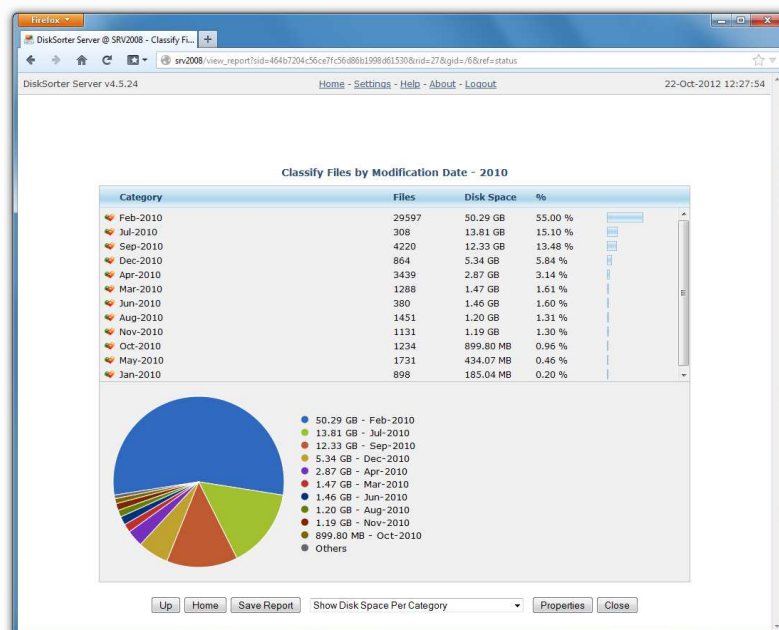 Firefox
DiskSorter Server @ SRV2008 - Classify Fi...
srv2008/view_report?sid=464b7204c56ce7fc56d86b1998d61530&rid=27&gid=/6&ref=status
DiskSorter Server v4.5.24 Home - Settings - Help - About - Logout 22-Oct-2012 12:27:54
Classify Files by Modification Date - 2010
Category Files Disk Space %
Feb-2010 29597 50.29 GB 55.00 %
Jul-2010 308 13.81 GB 15.10 %
Sep-2010 4220 12.33 GB 13.48 %
Dec-2010 864 5.34 GB 5.84 %
Apr-2010 3439 2.87 GB 3.14 %
Mar-2010 1288 1.47 GB 1.61 %
Jun-2010 380 1.46 GB 1.60 %
Aug-2010 1451 1.20 GB 1.31 %
Nov-2010 1131 1.19 GB 1.30 %
Oct-2010 1234 899.80 MB 0.96 %
May-2010 1731 434.07 MB 0.46 %
Jan-2010 898 185.04 MB 0.20 %
50.29 GB - Feb-2010
13.81 GB - Jul-2010
12.33 GB - Sep-2010
5.34 GB - Dec-2010
2.87 GB - Apr-2010
1.47 GB - Mar-2010
1.46 GB - Jun-2010
1.20 GB - Aug-2010
1.19 GB - Nov-2010
899.80 MB - Oct-2010
Others
Up Home Save Report Show Disk Space Per Category Properties Close